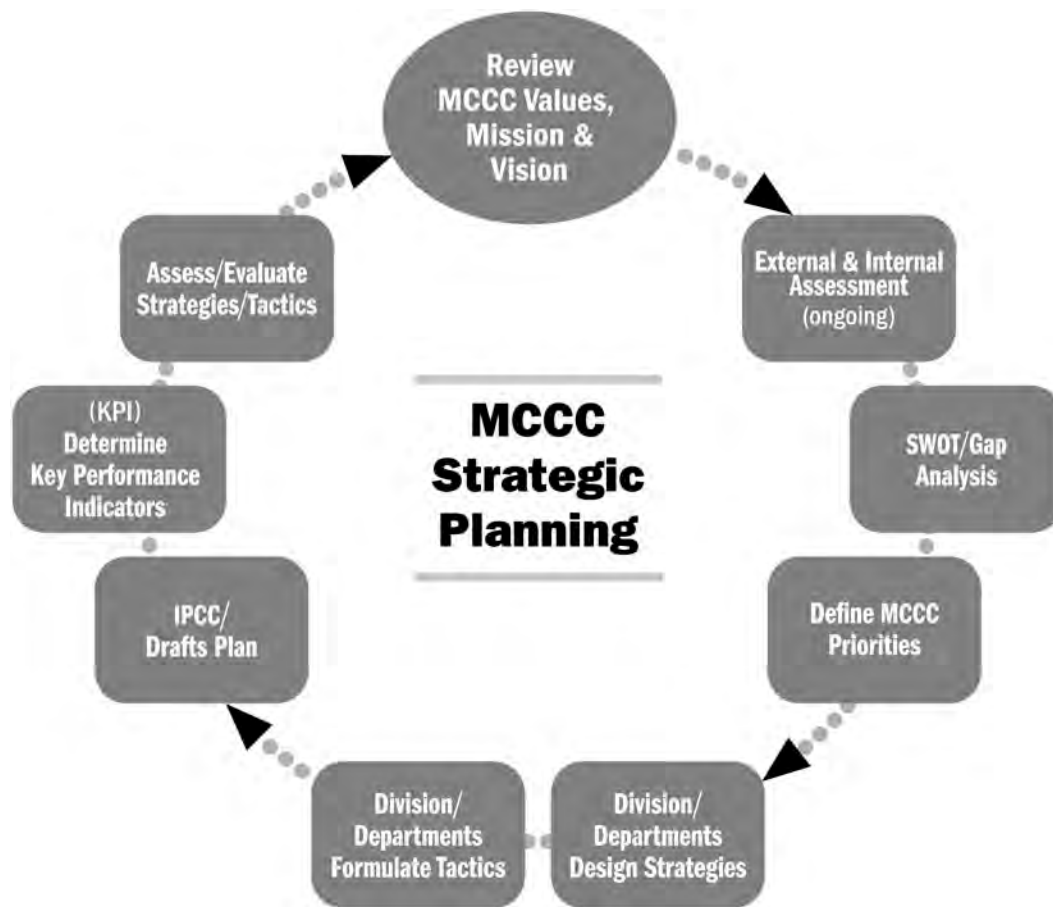 Review
MCCC Values,
Mission &
Vision
External & Internal
Assessment
(ongoing)
SWOT/Gap
Analysis
Define MCCC
Priorities
Division/
Departments
Design Strategies
Division/
Departments
Formulate Tactics
IPCC/
Drafts Plan
(KPI)
Determine
Key Performance
Indicators
Assess/Evaluate
Strategies/Tactics
MCCC
Strategic
Planning